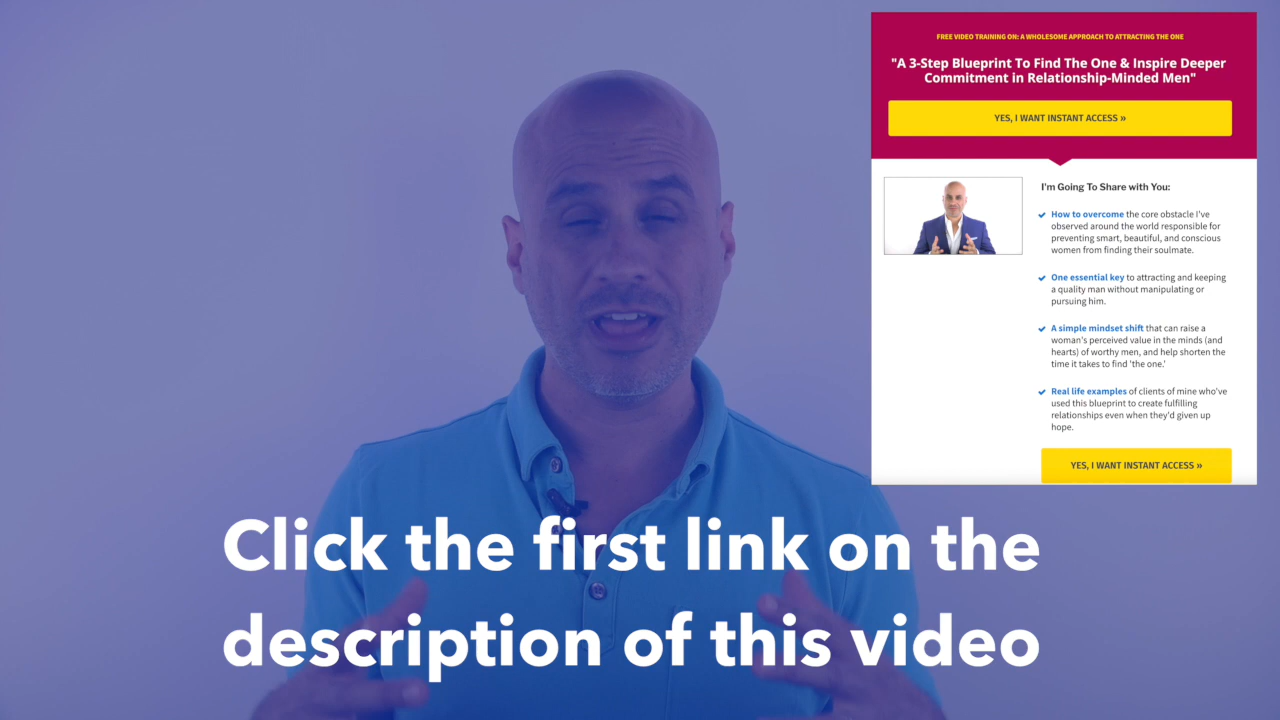 FREE VIDEO TRAINING ON: A WHOLESOME APPROACH TO ATTRACTING THE ONE
"A 3-Step Blueprint To Find The One & Inspire Deeper
Commitment in Relationship-Minded Men"
YES, I WANT INSTANT ACCESS »
I'm Going To Share with You:
How to overcome the core obstacle I've
observed around the world responsible for
preventing smart, beautiful, and conscious
women from finding their soulmate.
One essential key to attracting and keeping
a quality man without manipulating or
pursuing him.
A simple mindset shift that can raise a
woman's perceived value in the minds (and
hearts) of worthy men, and help shorten the
time it takes to find 'the one.'
Real life examples of clients of mine who've
used this blueprint to create fulfilling
relationships even when they'd given up
hope.
YES, I WANT INSTANT ACCESS »
Click the first link on the
description of this video